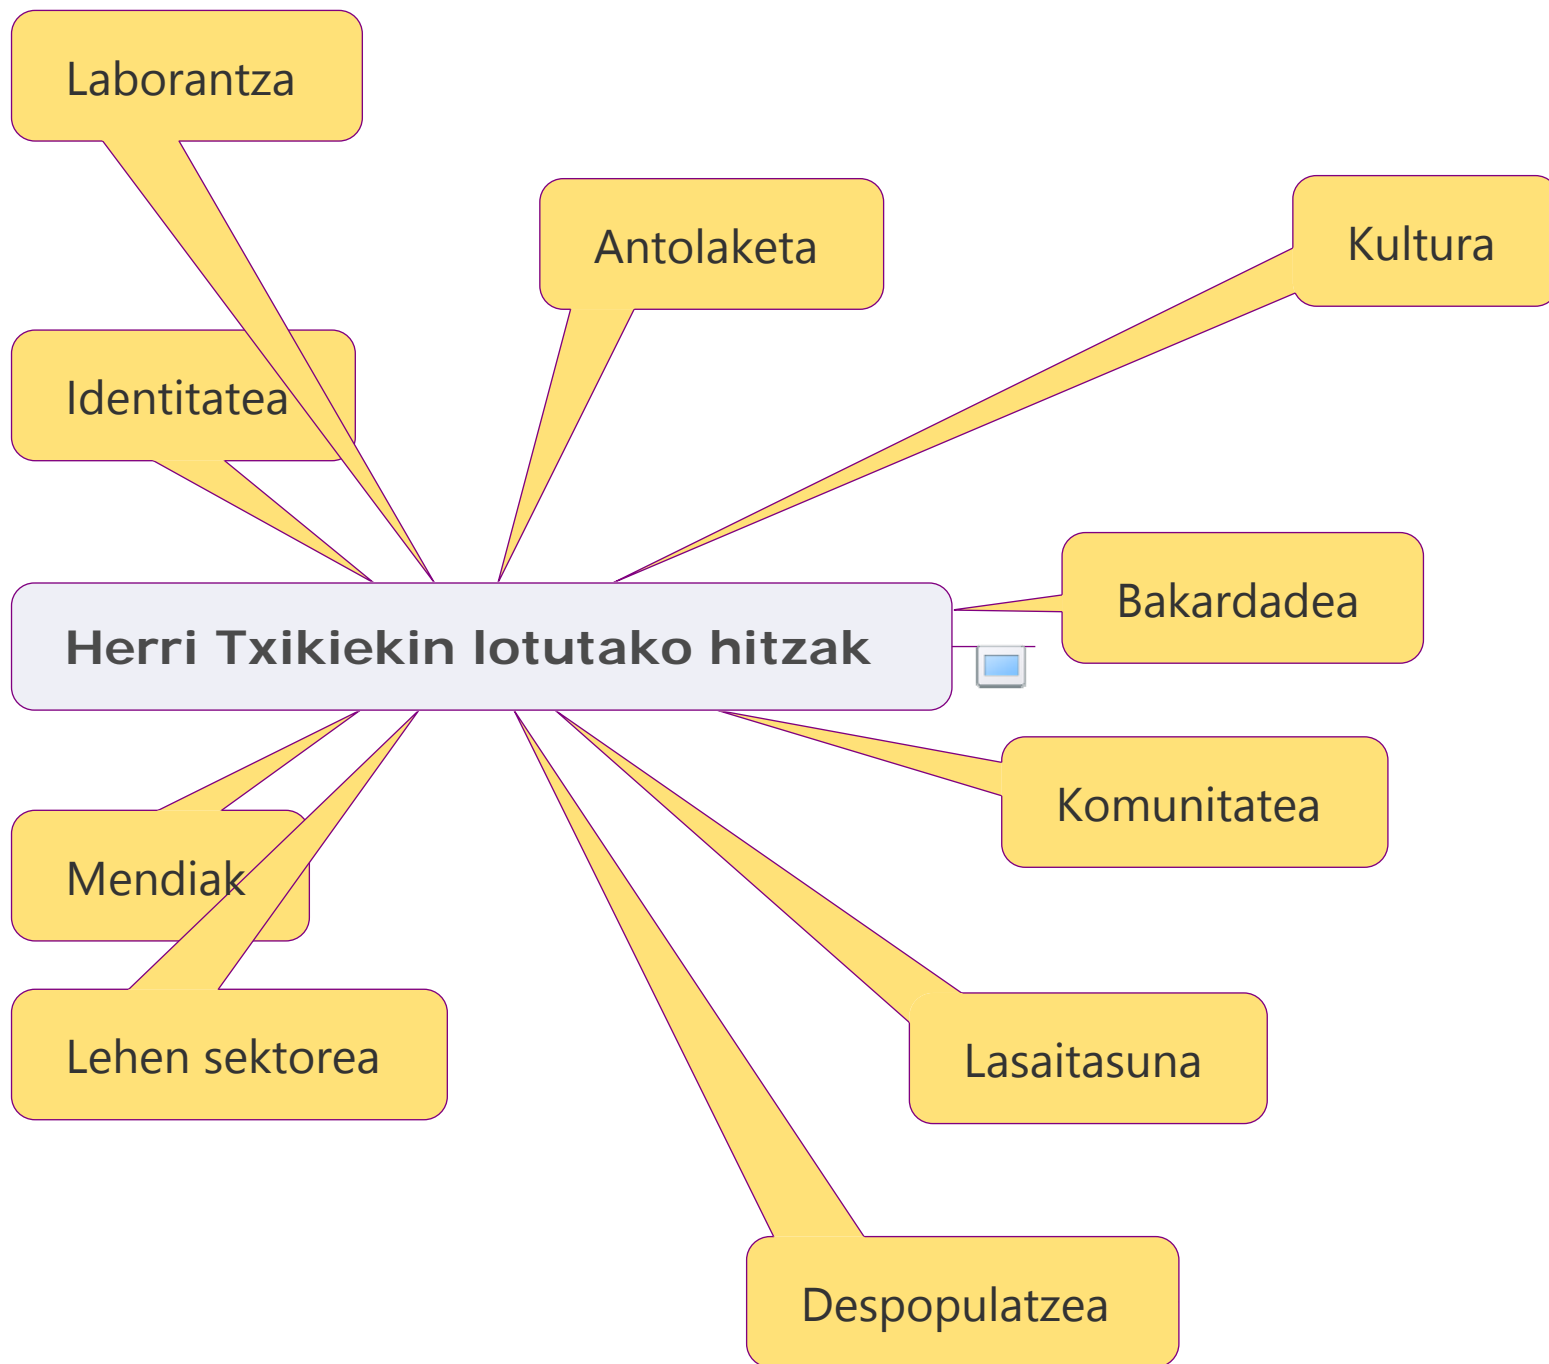 Laborantza
Antolaketa
Kultura
Identitatea
Bakardadea
Herri Txikiekin lotutako hitzak
Komunitatea
Mendiak
Lehen sektorea
Lasaitasuna
Despopulatzea